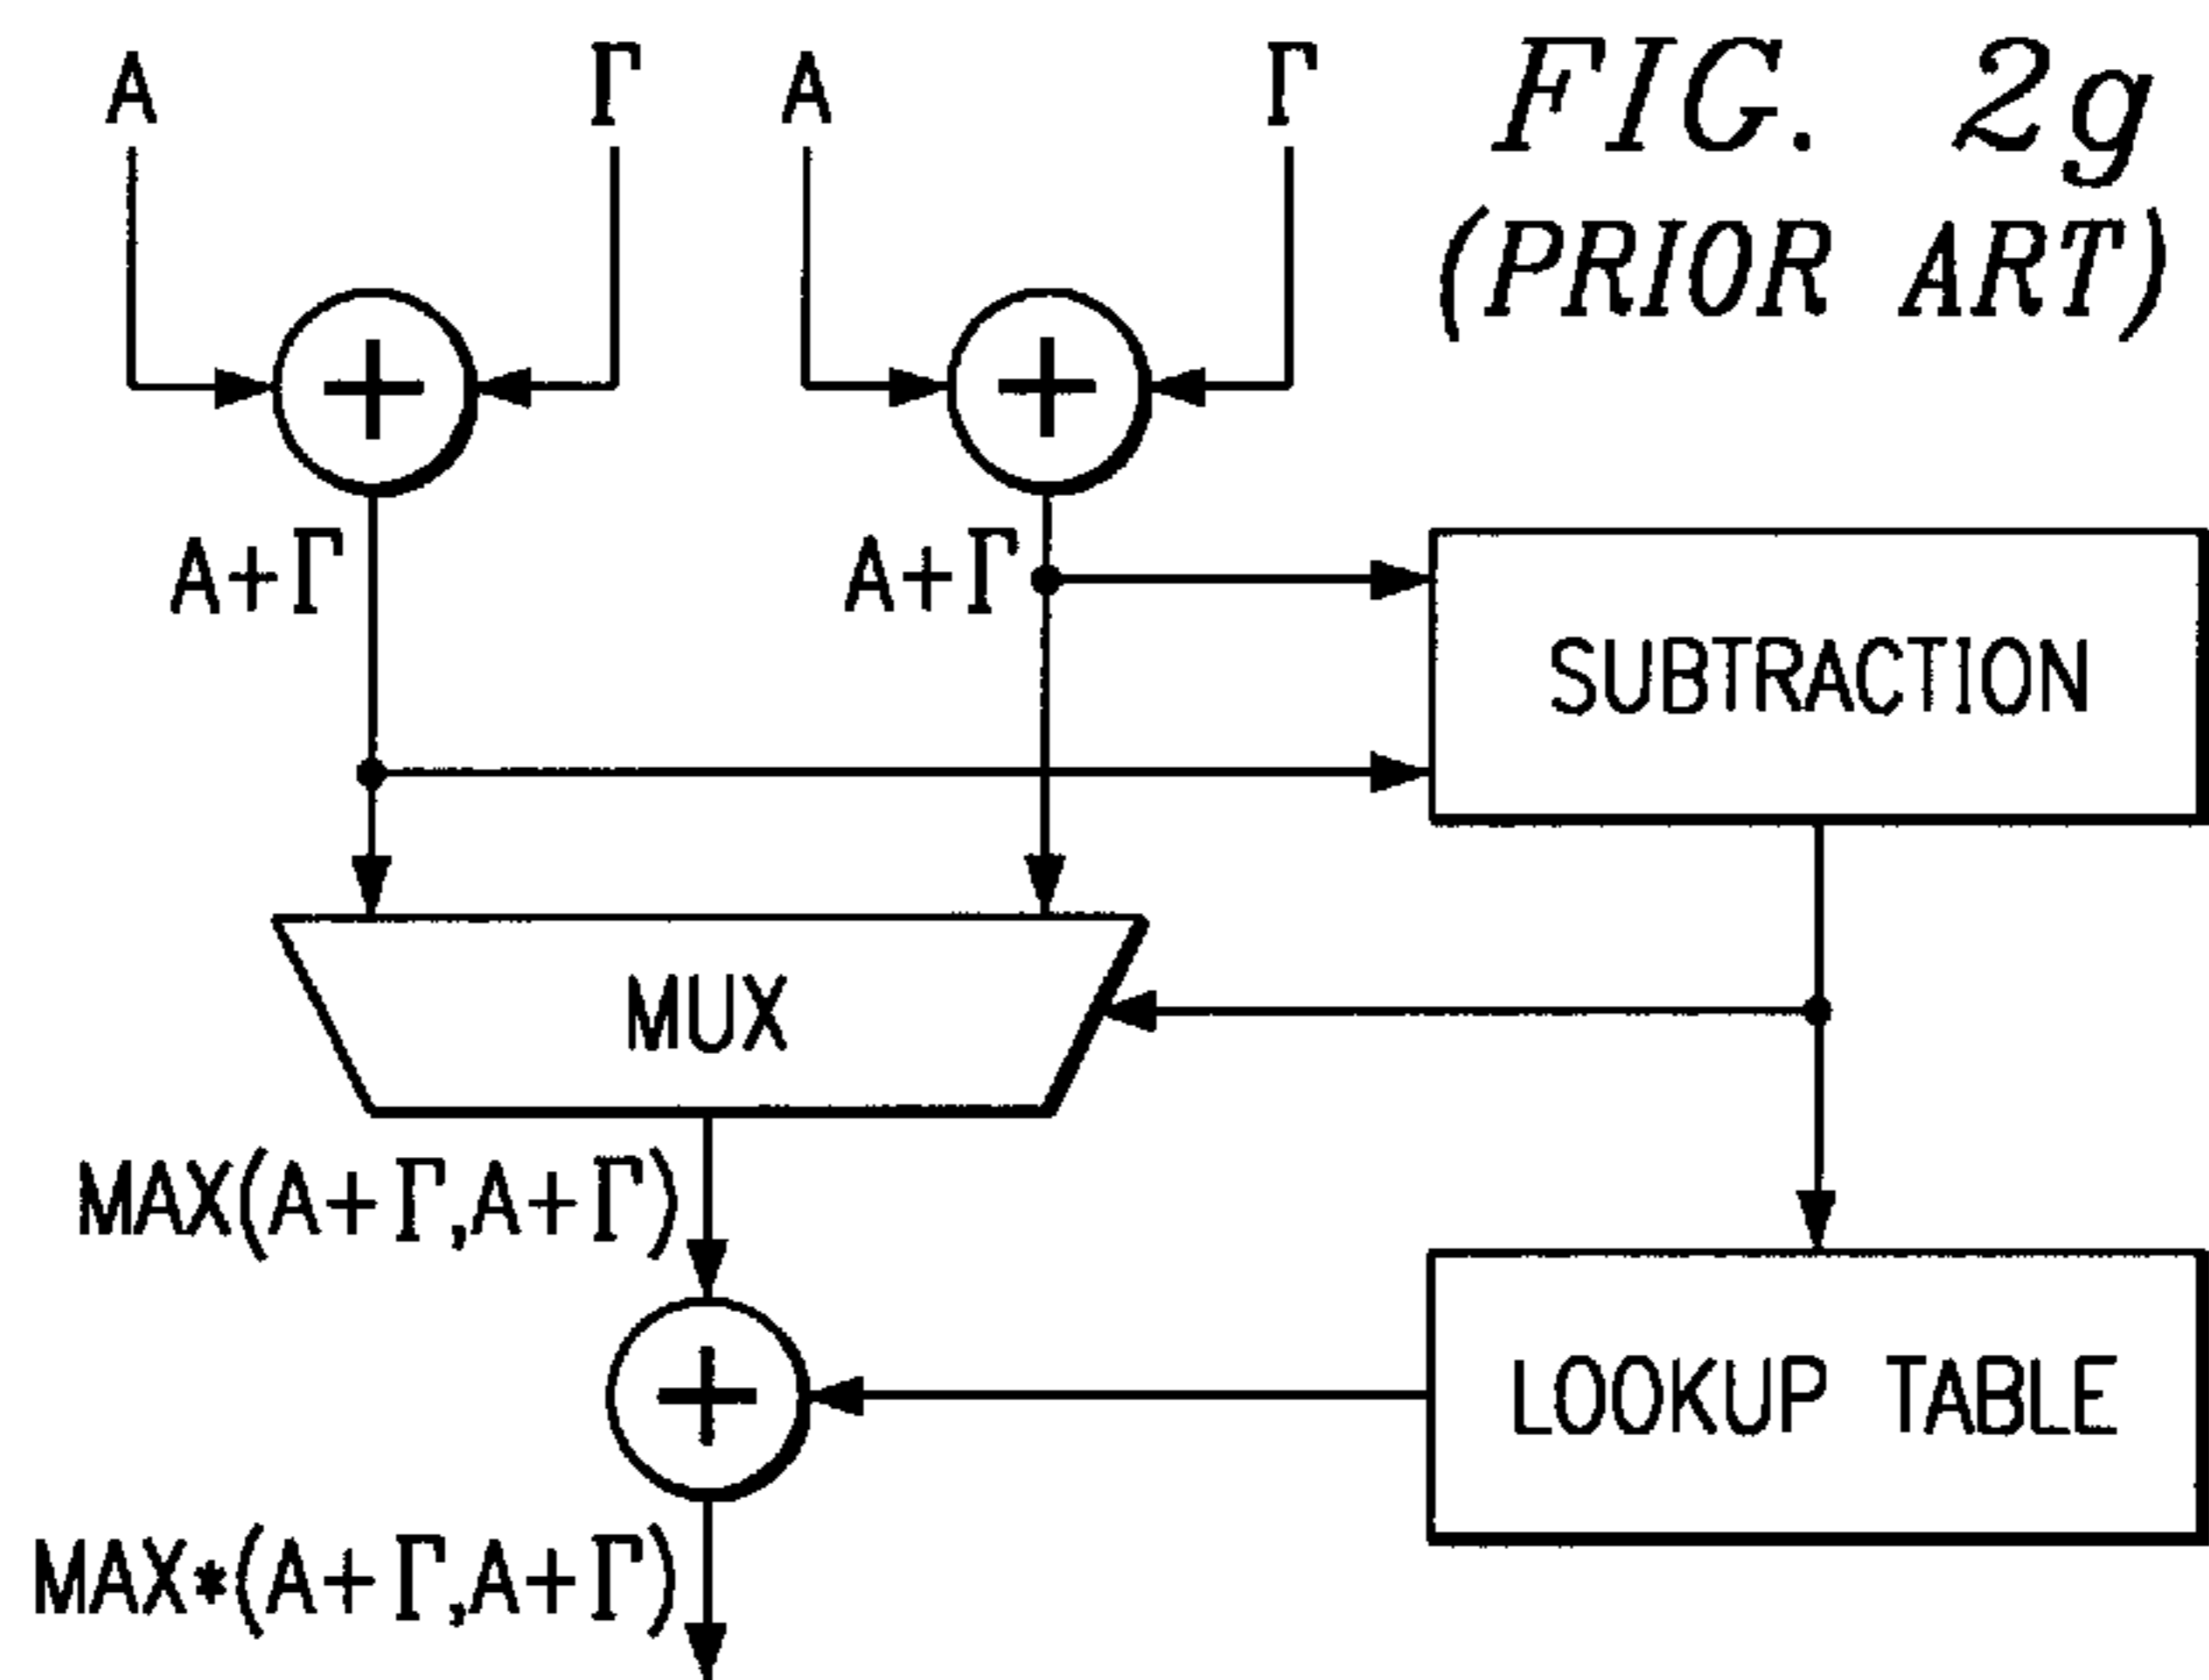 A Γ A Γ
FIG. 2g
(PRIOR ART)
+ +
A+Γ A+Γ
SUBTRACTION
MUX
MAX(A+Γ,A+Γ)
+
LOOKUP TABLE
MAX*(A+Γ,A+Γ)